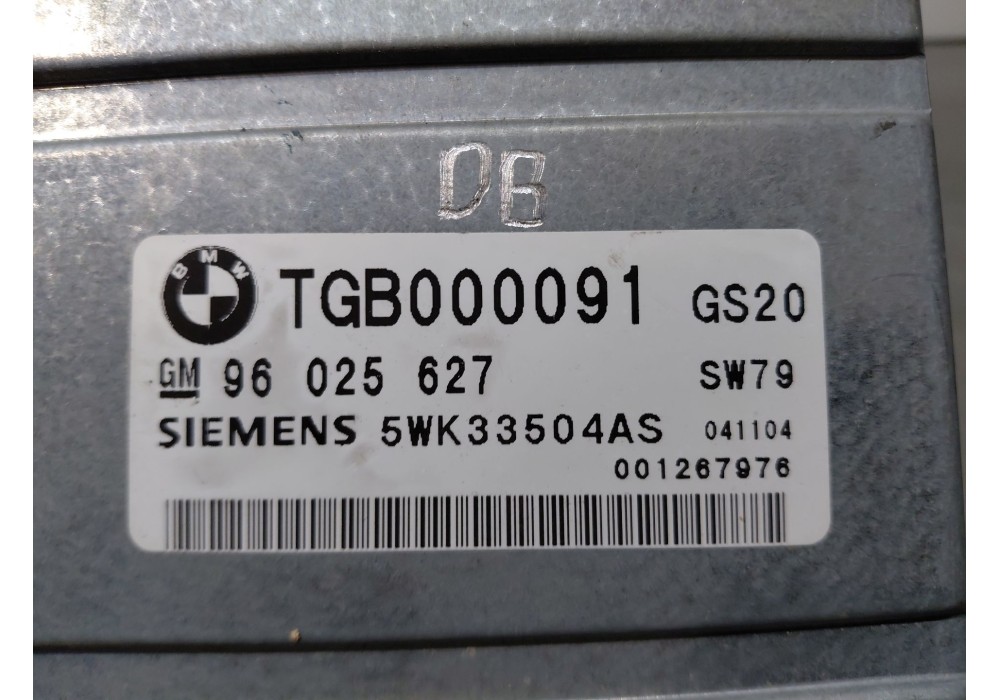 DB
BMW TGB000091 GS20
GM 96 025 627 SW79
SIEMENS 5WK33504AS 041104
001267976